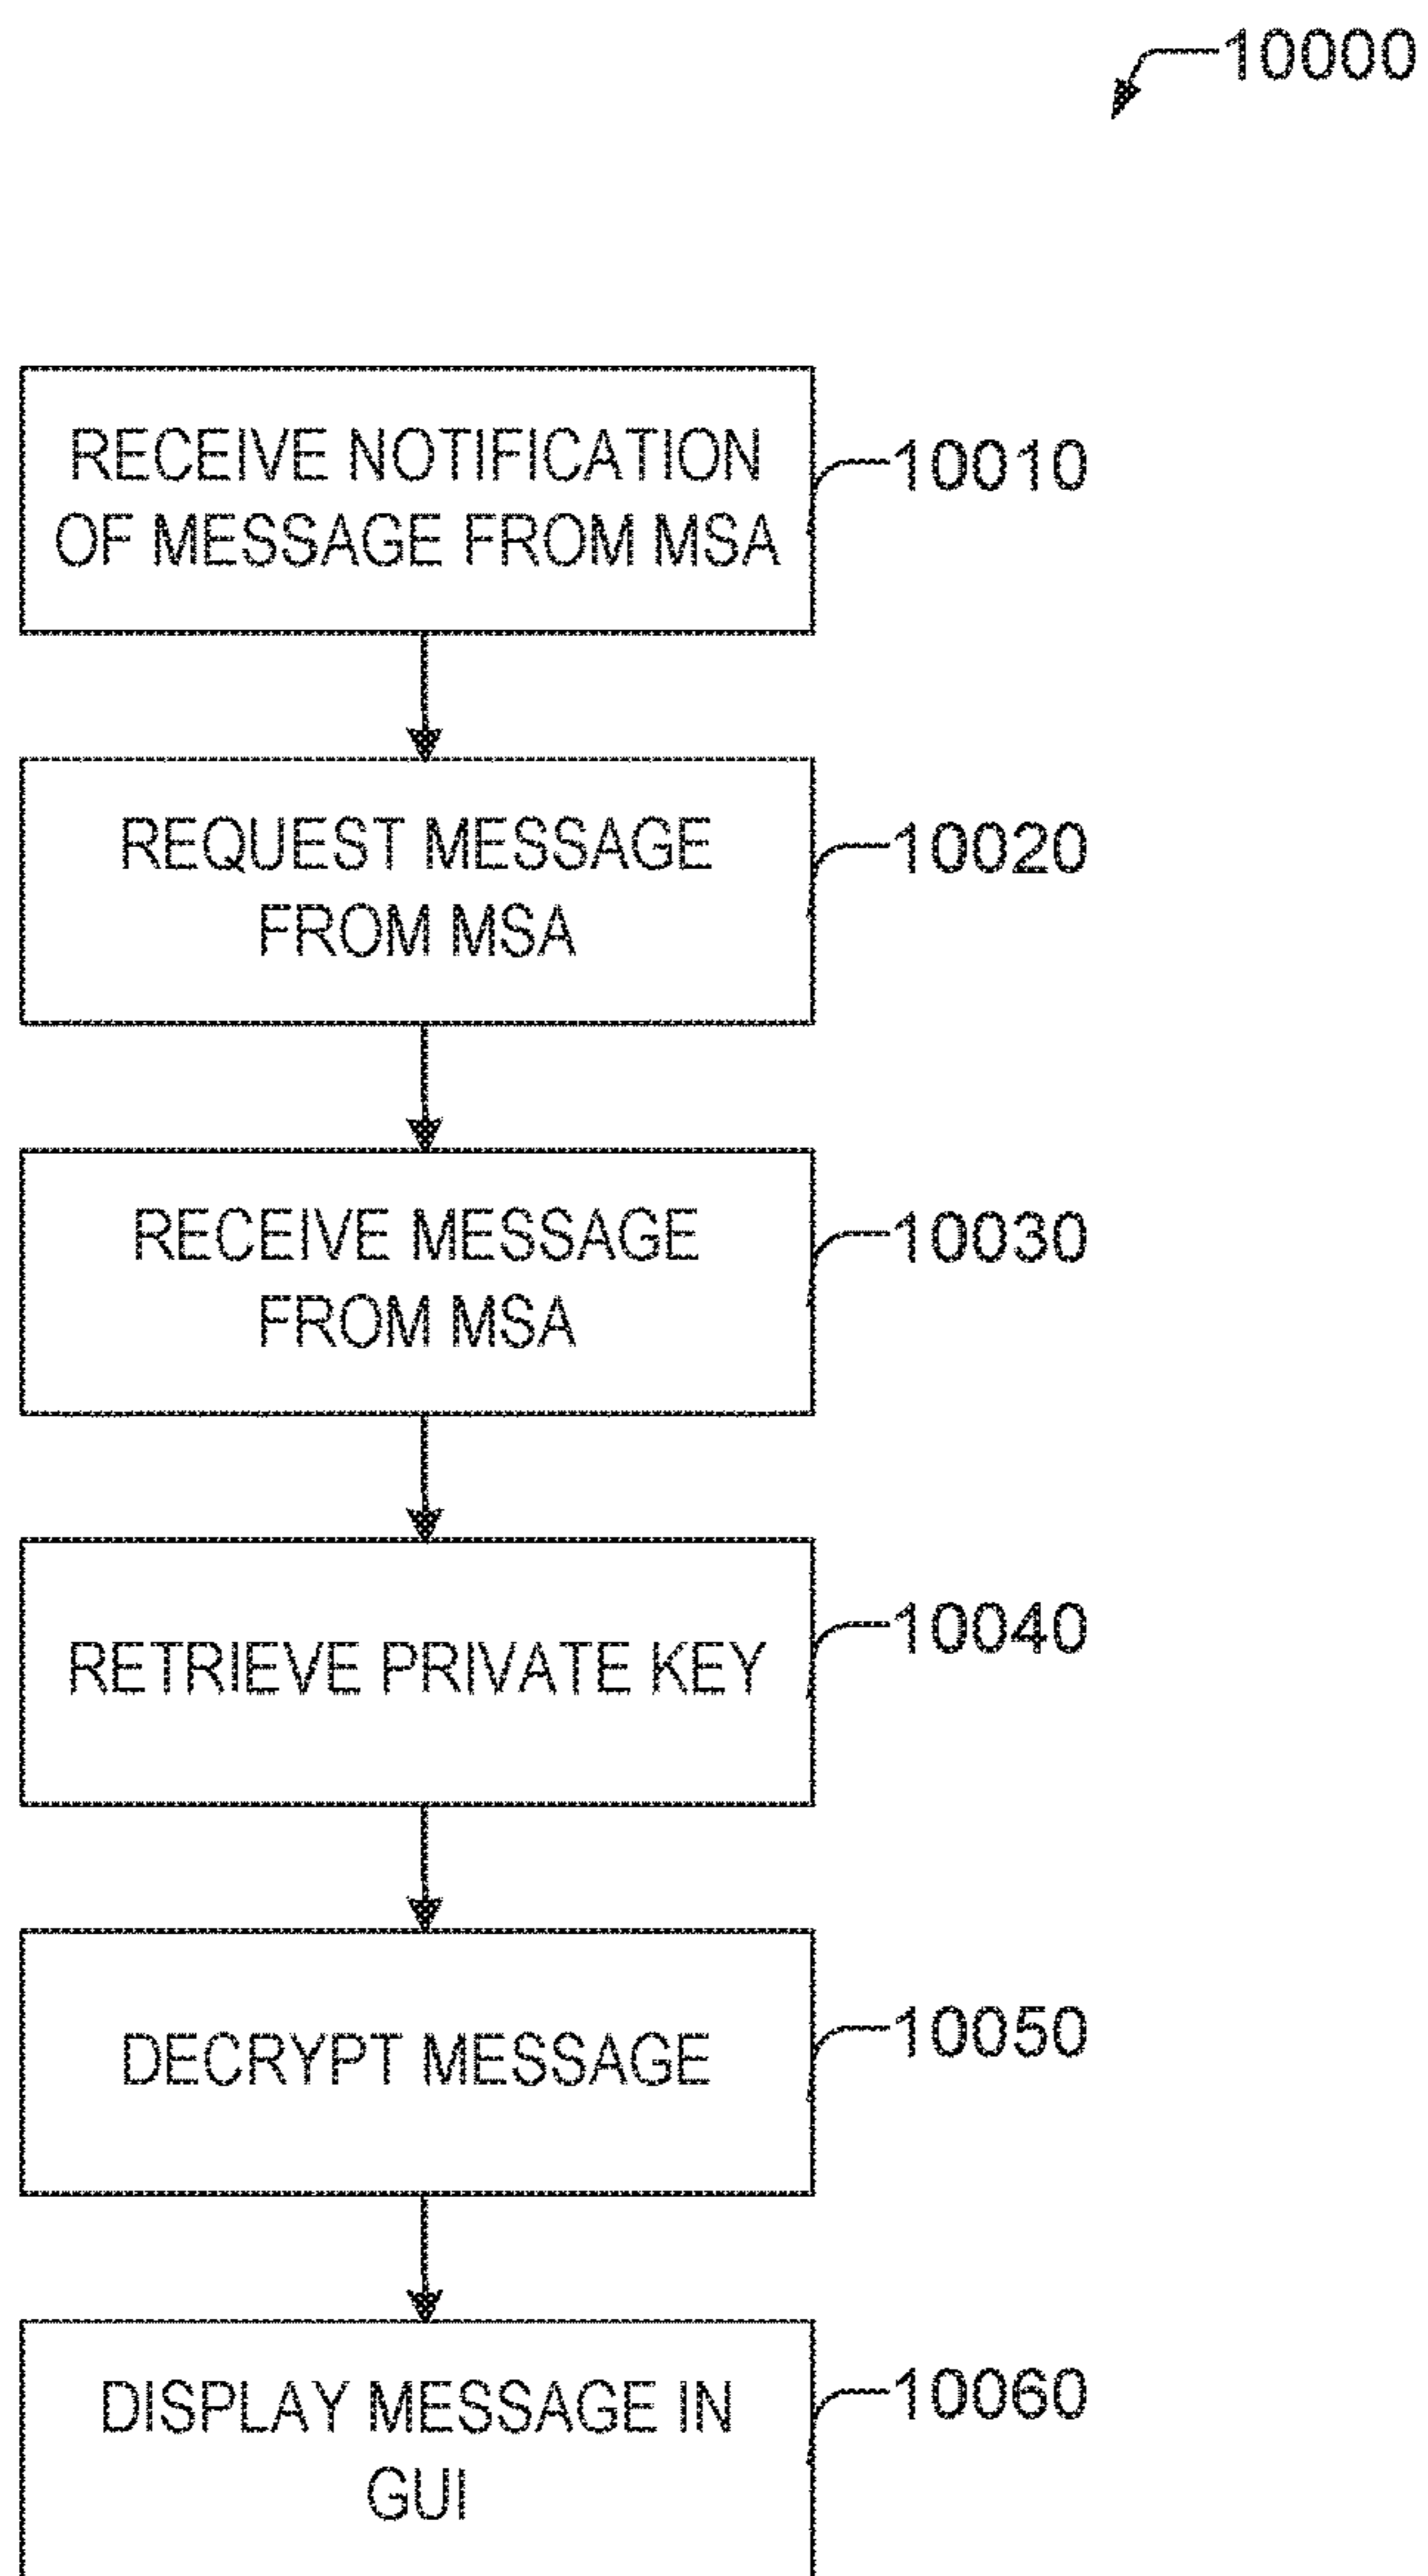 10000
RECEIVE NOTIFICATION
OF MESSAGE FROM MSA
10010
REQUEST MESSAGE
FROM MSA
10020
RECEIVE MESSAGE
FROM MSA
10030
RETRIEVE PRIVATE KEY
10040
DECRYPT MESSAGE
10050
DISPLAY MESSAGE IN
GUI
10060